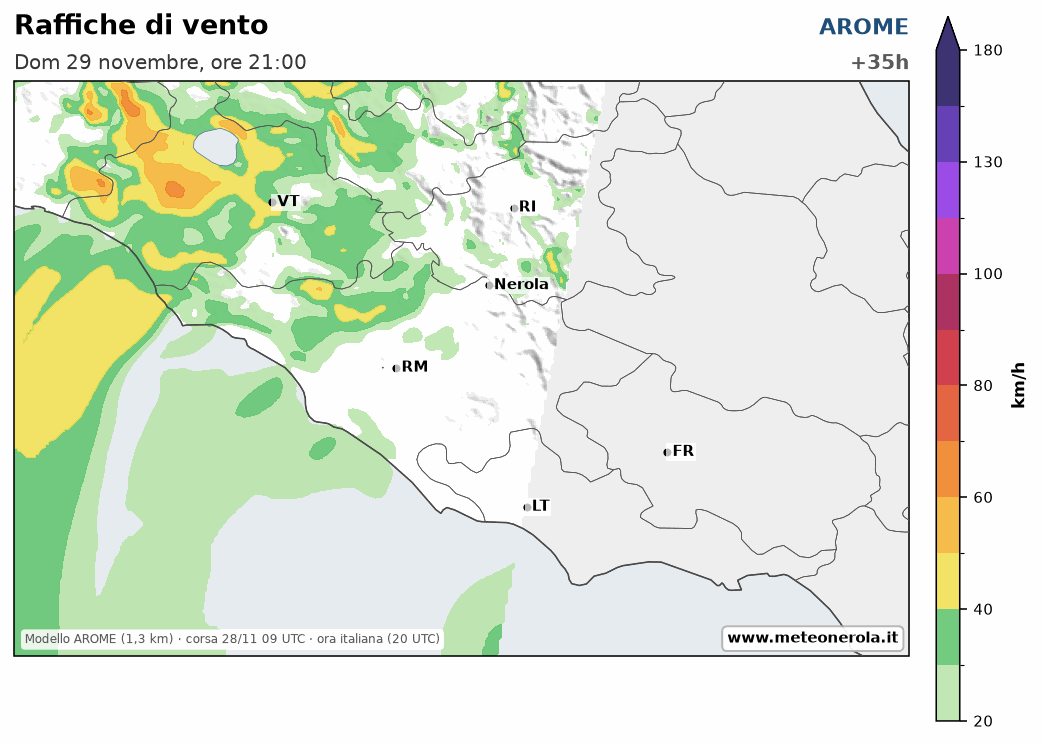 Raffiche di vento
AROME
Dom 29 novembre, ore 21:00
+35h
180
130
100
80
60
40
20
km/h
VT
RI
Nerola
RM
FR
LT
Modello AROME (1,3 km) · corsa 28/11 09 UTC · ora italiana (20 UTC)
www.meteonerola.it